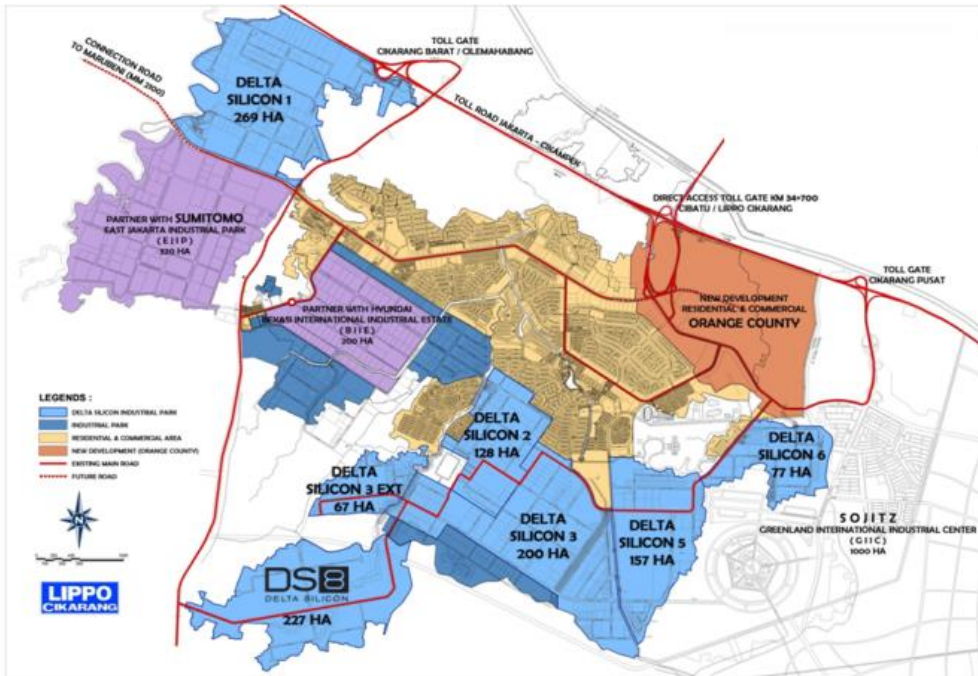 TOLL GATE
CIKARANG BARAT / CILEMAHABANG
CONNECTION ROAD
TO MARUBENI (MM 2100)
DELTA
SILICON 1
269 HA
TOLL ROAD JAKARTA - CIKAMPEK
PARTNER WITH SUMITOMO
EAST JAKARTA INDUSTRIAL PARK
(EJIP)
320 HA
DIRECT ACCESS TOLL GATE KM 34+700
CIBATU / LIPPO CIKARANG
TOLL GATE
CIKARANG PUSAT
PARTNER WITH HYUNDAI
BEKASI INTERNATIONAL INDUSTRIAL ESTATE
(BIIE)
200 HA
NEW DEVELOPMENT
RESIDENTIAL & COMMERCIAL
ORANGE COUNTY
LEGENDS :
DELTA SILICON INDUSTRIAL PARK
INDUSTRIAL PARK
RESIDENTIAL & COMMERCIAL AREA
NEW DEVELOPMENT (ORANGE COUNTY)
EXISTING MAIN ROAD
FUTURE ROAD
DELTA
SILICON 2
128 HA
DELTA
SILICON 6
77 HA
DELTA
SILICON 3 EXT
67 HA
DELTA
SILICON 3
200 HA
DELTA
SILICON 5
157 HA
SOJITZ
GREENLAND INTERNATIONAL INDUSTRIAL CENTER
(GIIC)
1000 HA
N
DS8
DELTA SILICON
227 HA
LIPPO
CIKARANG